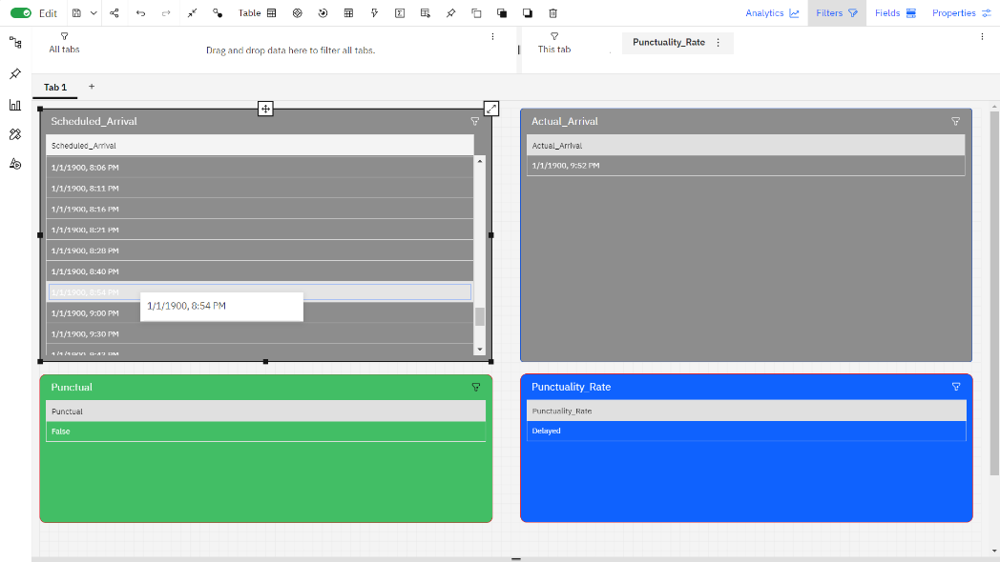 Edit
Table
Analytics
Filters
Fields
Properties
All tabs
Drag and drop data here to filter all tabs.
This tab
Punctuality_Rate
Tab 1
Scheduled_Arrival
Scheduled_Arrival
1/1/1900, 8:06 PM
1/1/1900, 8:11 PM
1/1/1900, 8:16 PM
1/1/1900, 8:21 PM
1/1/1900, 8:28 PM
1/1/1900, 8:40 PM
1/1/1900, 8:54 PM
1/1/1900, 8:54 PM
1/1/1900, 9:00 PM
1/1/1900, 9:30 PM
Actual_Arrival
Actual_Arrival
1/1/1900, 9:52 PM
Punctual
Punctual
False
Punctuality_Rate
Punctuality_Rate
Delayed